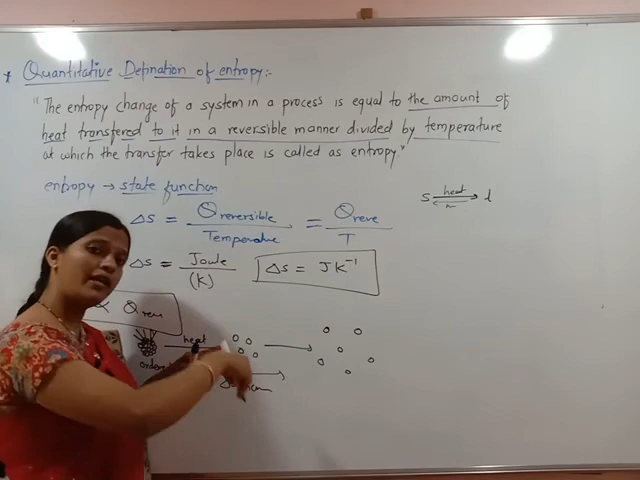 * Quantitative Defination of entropy:-
"The entropy change of a system in a process is equal to the amount of
heat transfered to it in a reversible manner divided by temperature
at which the transfer takes place is called as entropy."
entropy → state function
S heat ⇌ l
ΔS = Qreversible / Temperature = Qreve / T
ΔS = Joule / (K)
ΔS = JK⁻¹
∝ Qrev
heat